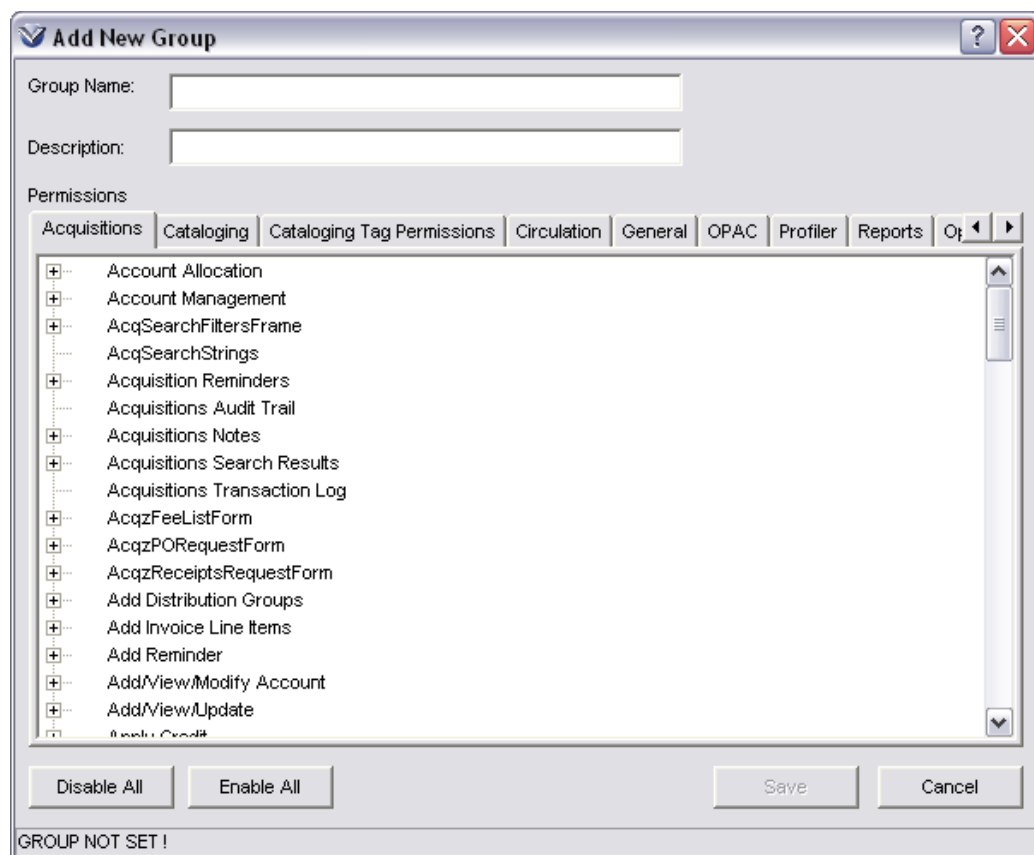 Add New Group
Group Name:
Description:
Permissions
Acquisitions Cataloging Cataloging Tag Permissions Circulation General OPAC Profiler Reports
Account Allocation
Account Management
AcqSearchFiltersFrame
AcqSearchStrings
Acquisition Reminders
Acquisitions Audit Trail
Acquisitions Notes
Acquisitions Search Results
Acquisitions Transaction Log
AcqzFeeListForm
AcqzPORequestForm
AcqzReceiptsRequestForm
Add Distribution Groups
Add Invoice Line Items
Add Reminder
Add/View/Modify Account
Add/View/Update
Apply Credit
Disable All Enable All Save Cancel
GROUP NOT SET !